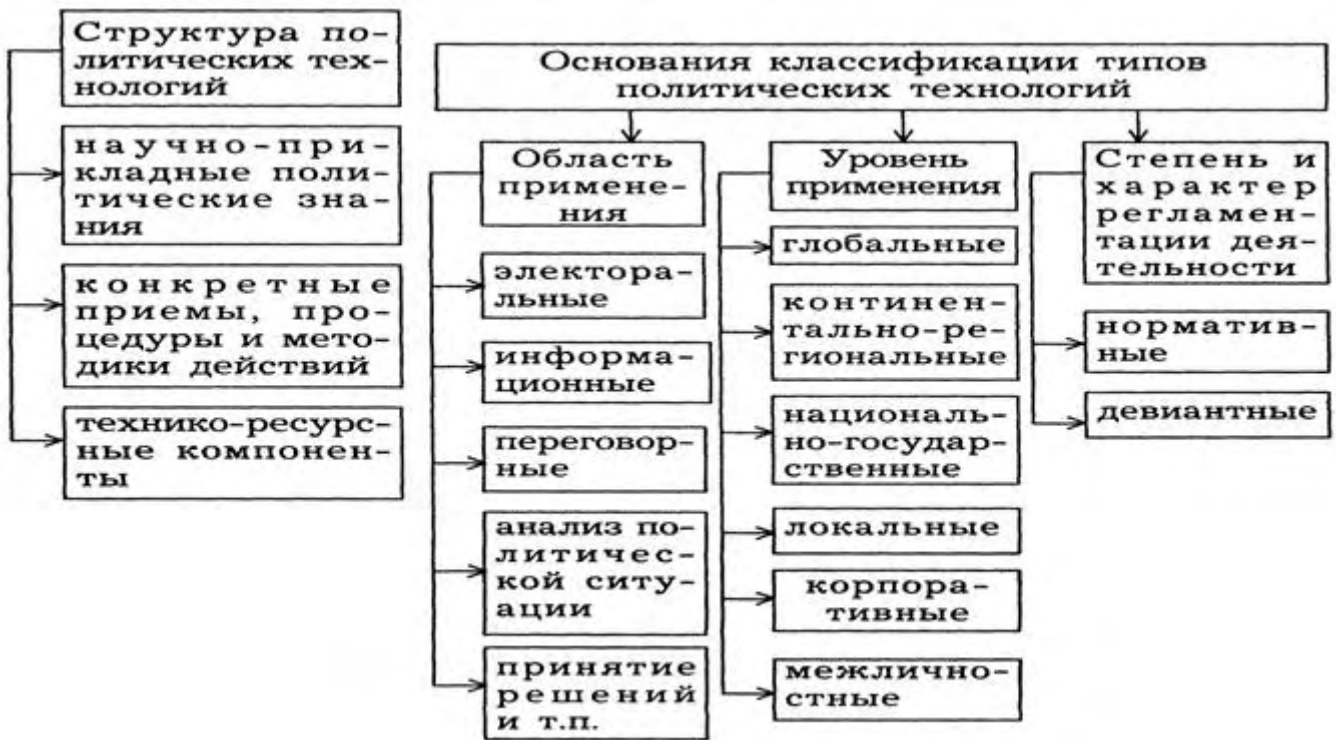 Структура по-
литических тех-
нологий
научно-при-
кладные поли-
тические зна-
ния
конкретные
приемы, про-
цедуры и мето-
дики действий
технико-ресурс-
ные компонен-
ты
Основания классификации типов
политических технологий
Область
примене-
ния
электора-
льные
информа-
ционные
переговор-
ные
анализ по-
литичес-
кой ситу-
ации
принятие
решений
и т.п.
Уровень
применения
глобальные
континен-
тально-ре-
гиональные
националь-
но-государ-
ственные
локальные
корпора-
тивные
межлично-
стные
Степень и
характер
регламен-
тации дея-
тельности
норматив-
ные
девиантные